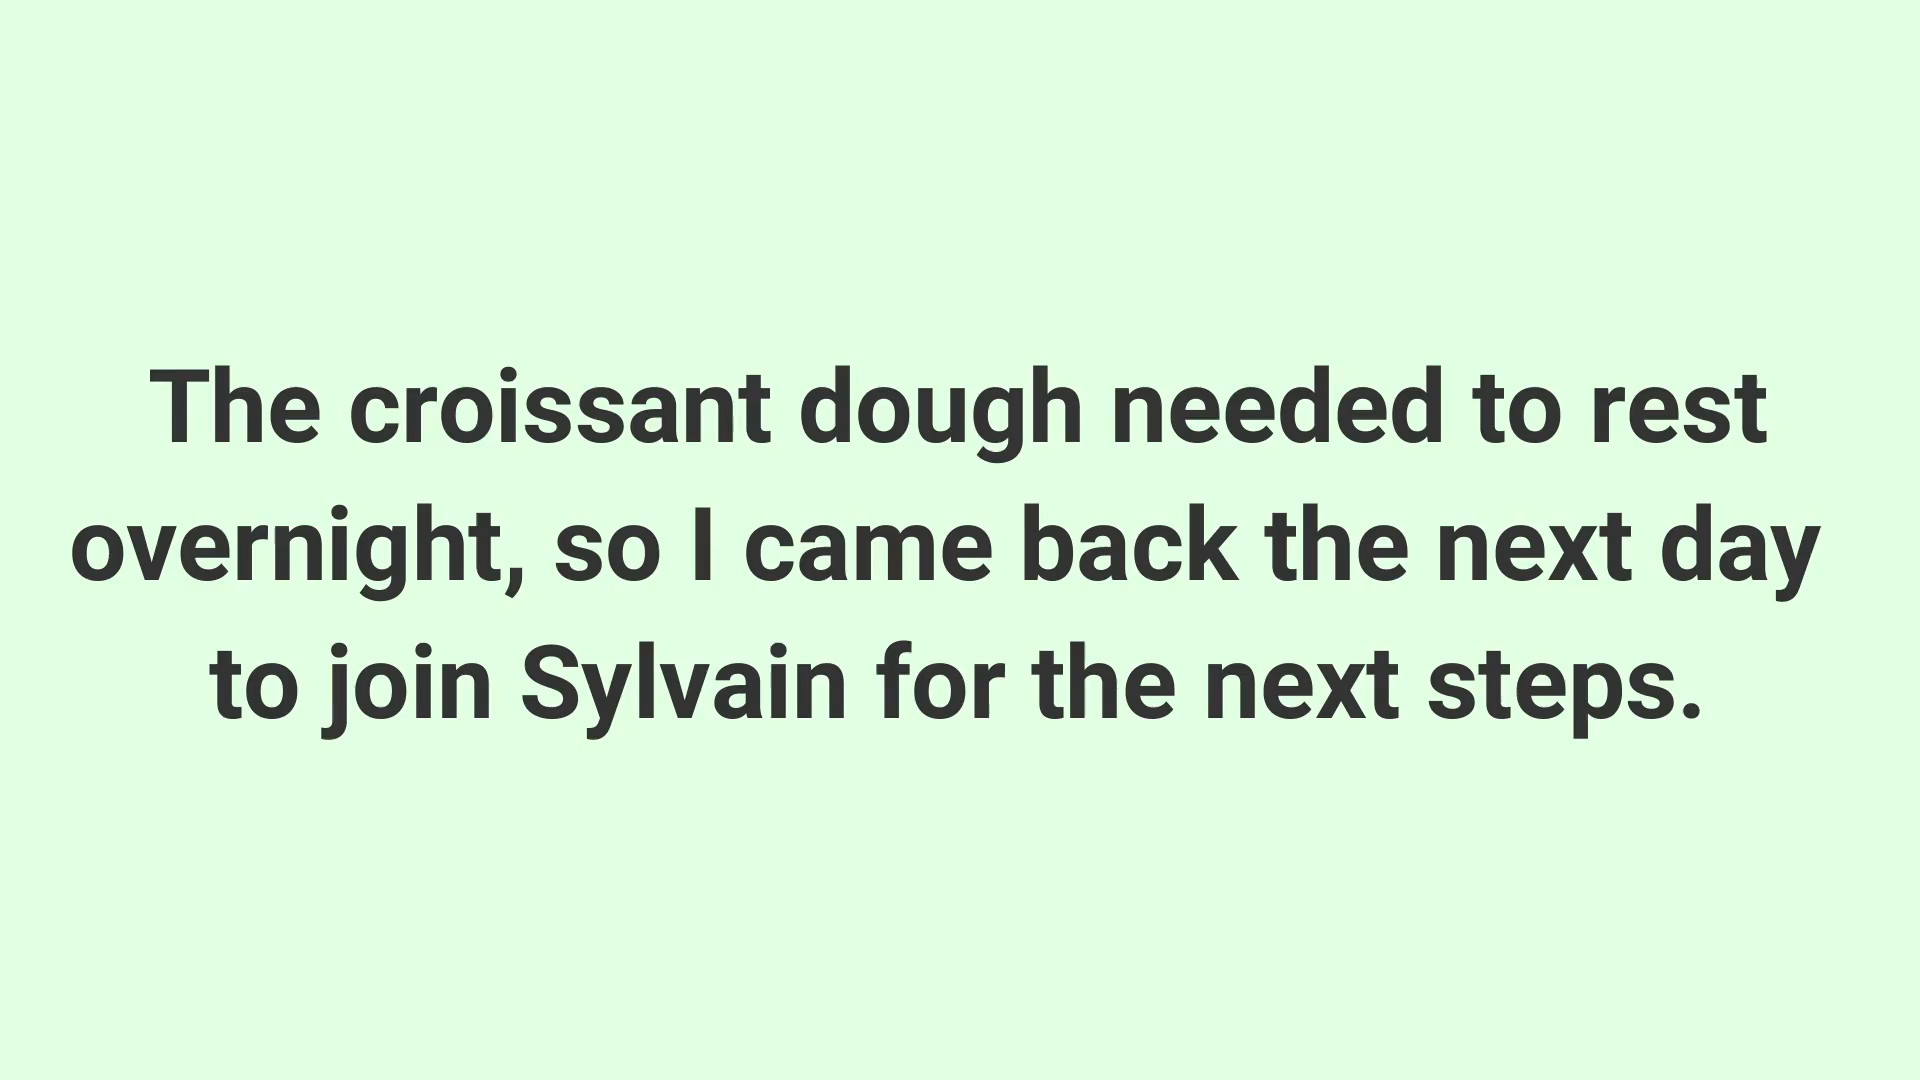 The croissant dough needed to rest
overnight, so I came back the next day
to join Sylvain for the next steps.